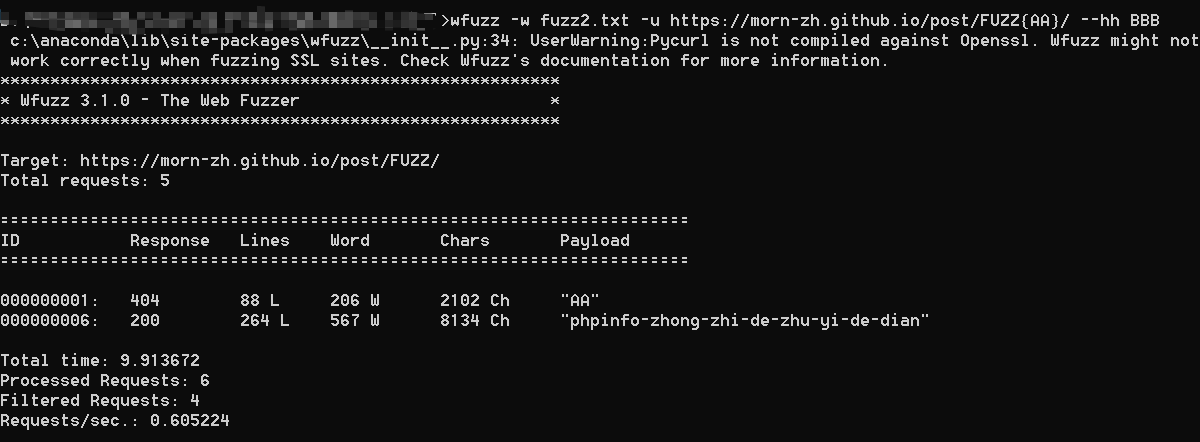 >wfuzz -w fuzz2.txt -u https://morn-zh.github.io/post/FUZZ{AA}/ --hh BBB
c:\anaconda\lib\site-packages\wfuzz\__init__.py:34: UserWarning:Pycurl is not compiled against Openssl. Wfuzz might not
work correctly when fuzzing SSL sites. Check Wfuzz's documentation for more information.
********************************************************
* Wfuzz 3.1.0 - The Web Fuzzer                         *
********************************************************
Target: https://morn-zh.github.io/post/FUZZ/
Total requests: 5
=====================================================================
ID           Response   Lines    Word       Chars       Payload
=====================================================================
000000001:   404        88 L     206 W      2102 Ch     "AA"
000000006:   200        264 L    567 W      8134 Ch     "phpinfo-zhong-zhi-de-zhu-yi-de-dian"
Total time: 9.913672
Processed Requests: 6
Filtered Requests: 4
Requests/sec.: 0.605224